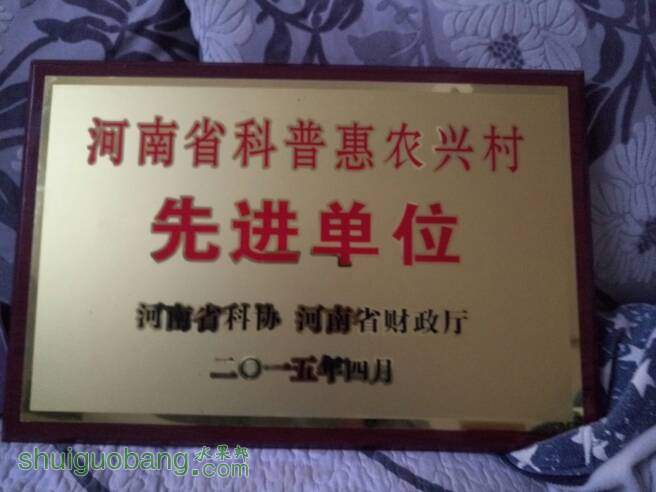 河南省科普惠农兴村
先进单位
河南省科协 河南省财政厅
二〇一五年四月
shuiguobang.com 水果邦